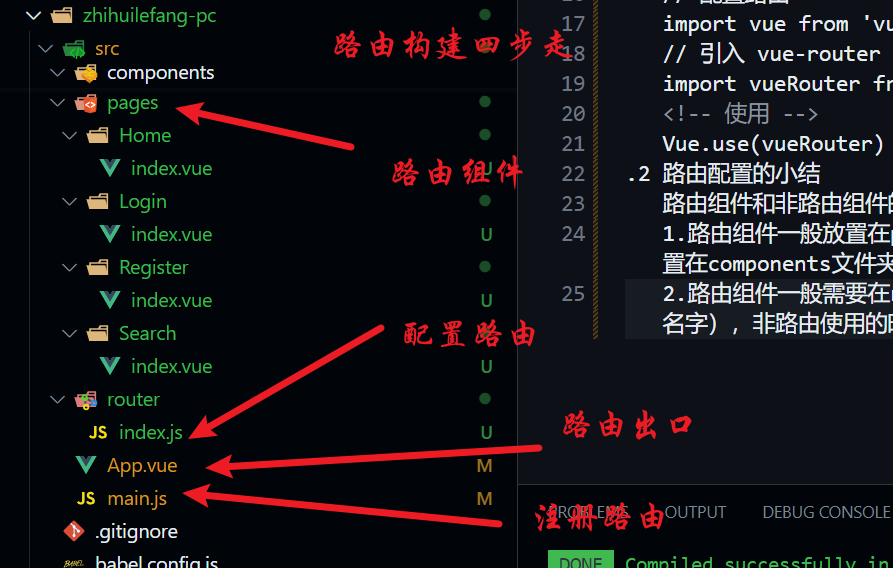 zhihuilefang-pc
src
components
pages
Home
index.vue
Login
index.vue
Register
index.vue
Search
index.vue
router
JS index.js
App.vue
JS main.js
.gitignore
babel.config.js
路由构建四步走
路由组件
配置路由
路由出口
注册路由
U
U
U
U
U
M
M
17 import vue from 'vu
18 // 引入 vue-router
19 import vueRouter fr
20 <!-- 使用 -->
21 Vue.use(vueRouter)
22 .2 路由配置的小结
23 路由组件和非路由组件的
24 1.路由组件一般放置在
置在components文件夹
25 2.路由组件一般需要在
名字），非路由使用的
PROBLEMS OUTPUT DEBUG CONSOLE
DONE Compiled successfully in